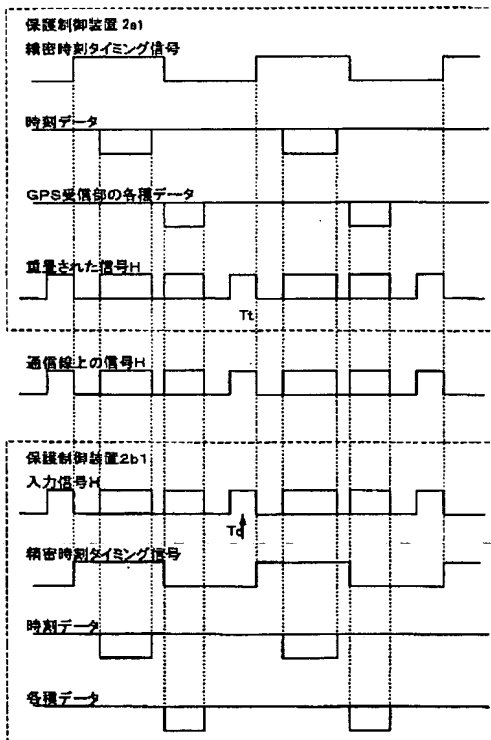 保護制御装置 2a1
精密時刻タイミング信号
時刻データ
GPS受信部の各種データ
重畳された信号H
Tt
通信線上の信号H
保護制御装置2b1
入力信号H
Td
精密時刻タイミング信号
時刻データ
各種データ